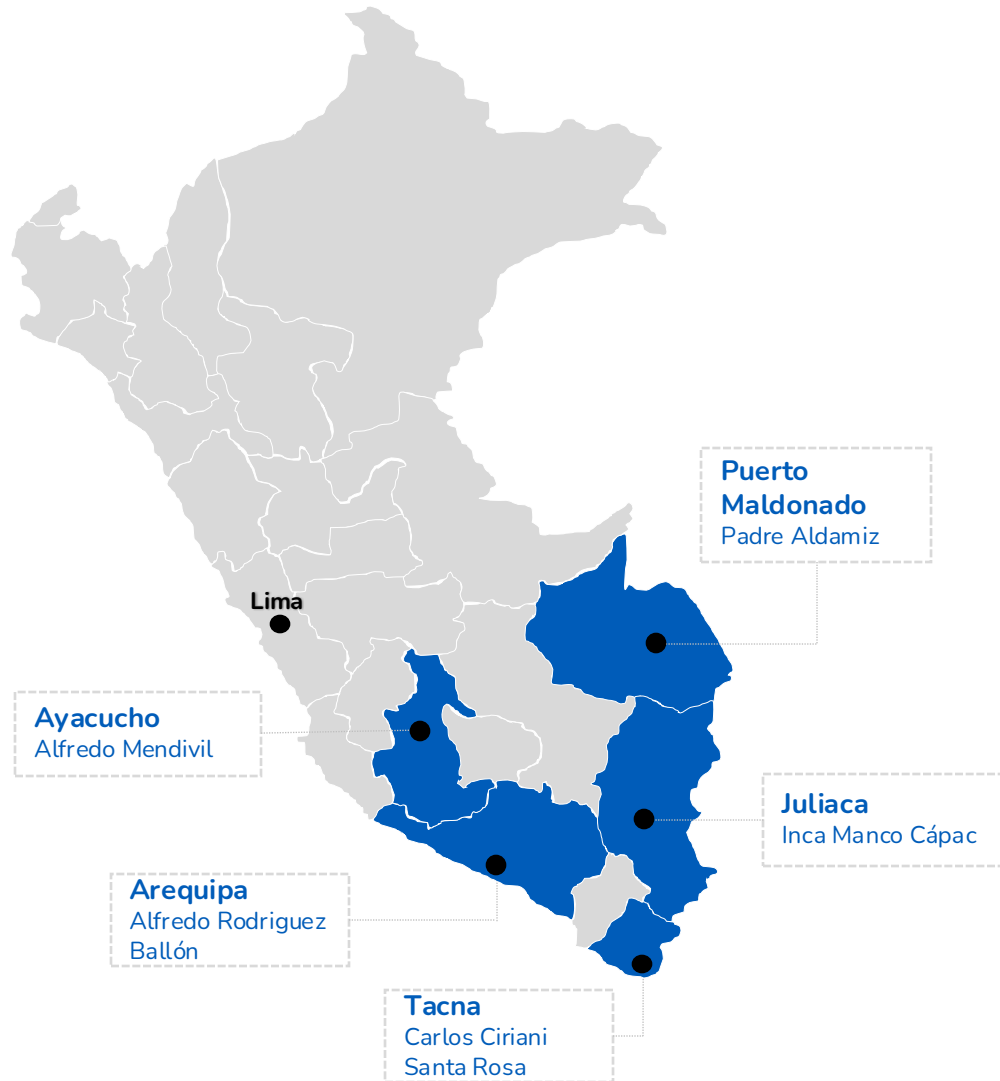 Puerto
Maldonado
Padre Aldamiz
Lima
Ayacucho
Alfredo Mendivil
Juliaca
Inca Manco Cápac
Arequipa
Alfredo Rodriguez
Ballón
Tacna
Carlos Ciriani
Santa Rosa